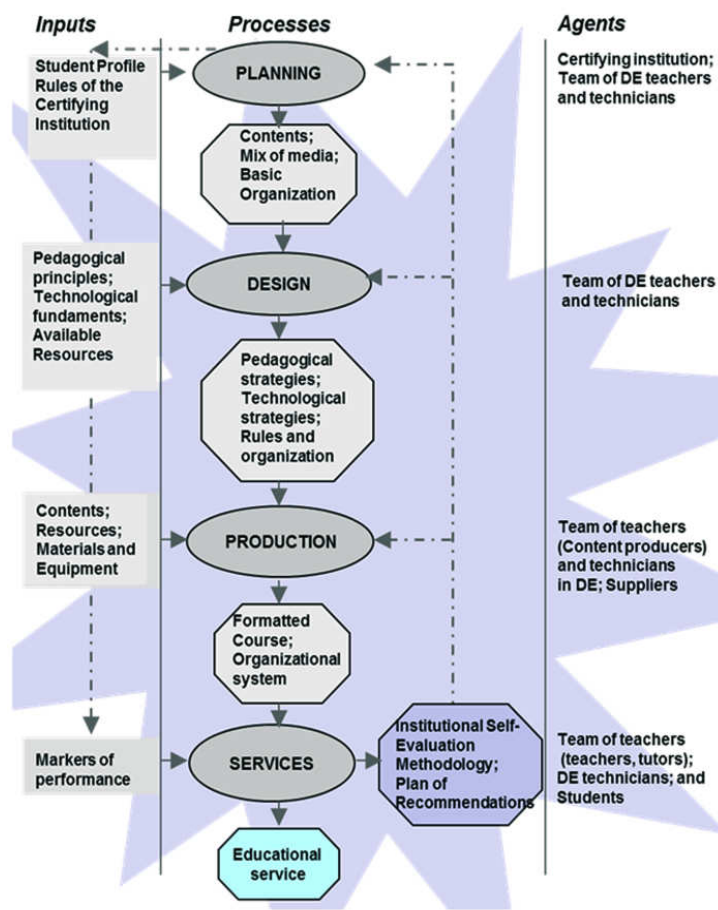 Inputs
Processes
Agents
Student Profile
Rules of the
Certifying
Institution
PLANNING
Certifying institution;
Team of DE teachers
and technicians
Contents;
Mix of media;
Basic
Organization
Pedagogical
principles;
Technological
fundaments;
Available
Resources
DESIGN
Team of DE teachers
and technicians
Pedagogical
strategies;
Technological
strategies;
Rules and
organization
Contents;
Resources;
Materials and
Equipment
PRODUCTION
Team of teachers
(Content producers)
and technicians
in DE; Suppliers
Formatted
Course;
Organizational
system
Markers of
performance
SERVICES
Institutional Self-
Evaluation
Methodology;
Plan of
Recommendations
Team of teachers
(teachers, tutors);
DE technicians; and
Students
Educational
service